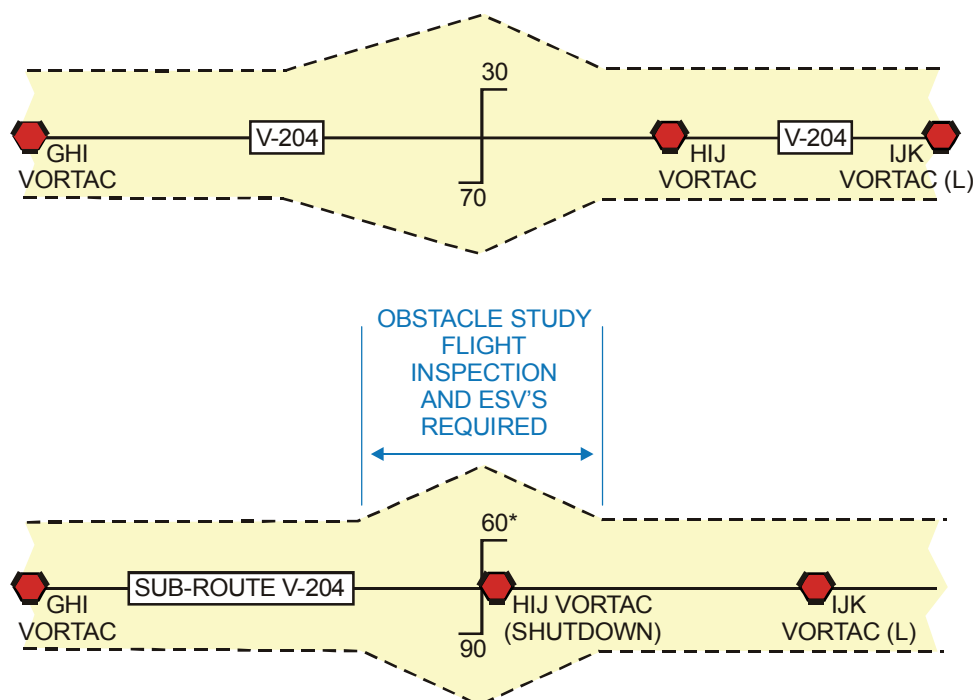 30
V-204
V-204
GHI
VORTAC
HIJ
VORTAC
IJK
VORTAC (L)
70
OBSTACLE STUDY
FLIGHT
INSPECTION
AND ESV'S
REQUIRED
60*
SUB-ROUTE V-204
GHI
VORTAC
HIJ VORTAC
(SHUTDOWN)
IJK
VORTAC (L)
90